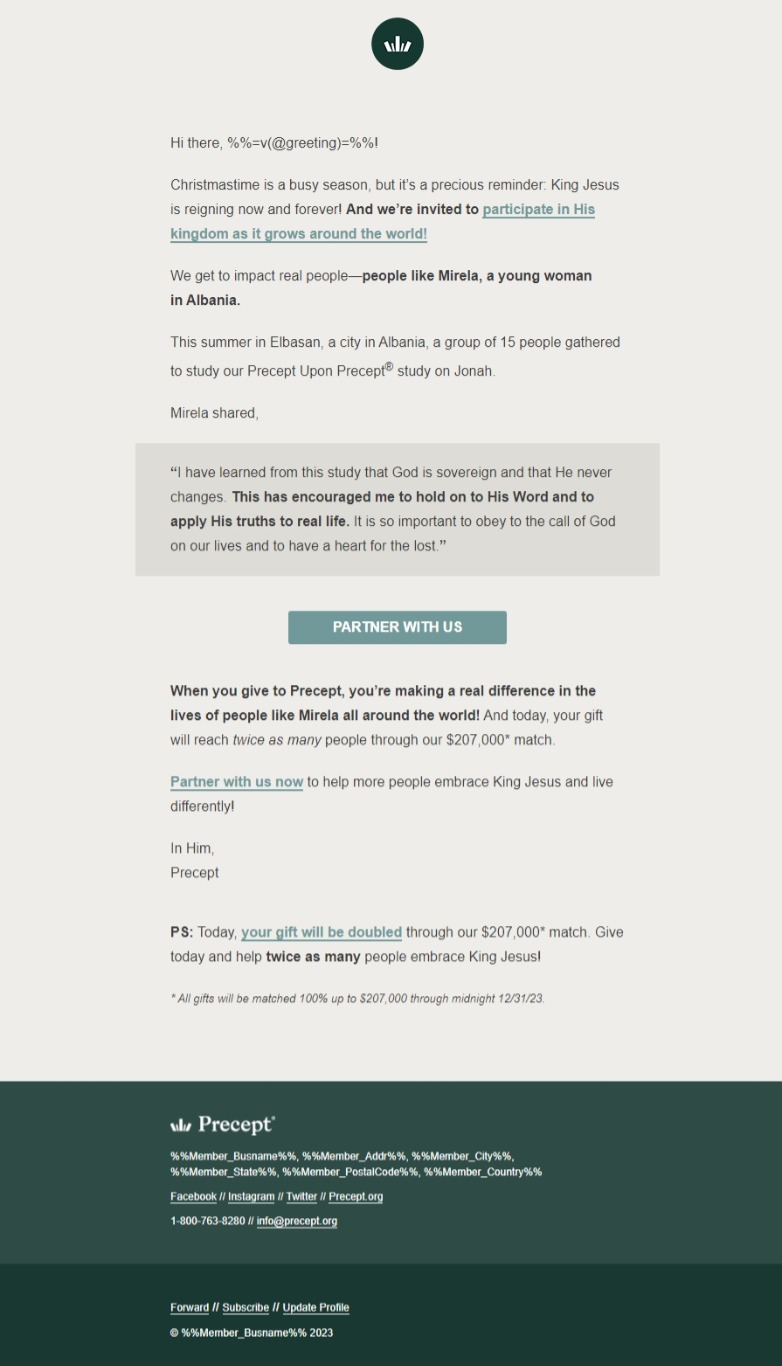 Hi there, %%=v(@greeting)=%%!
Christmastime is a busy season, but it’s a precious reminder: King Jesus
is reigning now and forever! And we’re invited to participate in His
kingdom as it grows around the world!
We get to impact real people—people like Mirela, a young woman
in Albania.
This summer in Elbasan, a city in Albania, a group of 15 people gathered
to study our Precept Upon Precept® study on Jonah.
Mirela shared,
“I have learned from this study that God is sovereign and that He never
changes. This has encouraged me to hold on to His Word and to
apply His truths to real life. It is so important to obey to the call of God
on our lives and to have a heart for the lost.”
PARTNER WITH US
When you give to Precept, you’re making a real difference in the
lives of people like Mirela all around the world! And today, your gift
will reach twice as many people through our $207,000* match.
Partner with us now to help more people embrace King Jesus and live
differently!
In Him,
Precept
PS: Today, your gift will be doubled through our $207,000* match. Give
today and help twice as many people embrace King Jesus!
* All gifts will be matched 100% up to $207,000 through midnight 12/31/23.
Precept®
%%Member_Busname%%, %%Member_Addr%%, %%Member_City%%,
%%Member_State%%, %%Member_PostalCode%%, %%Member_Country%%
Facebook // Instagram // Twitter // Precept.org
1-800-763-8280 // info@precept.org
Forward // Subscribe // Update Profile
© %%Member_Busname%% 2023